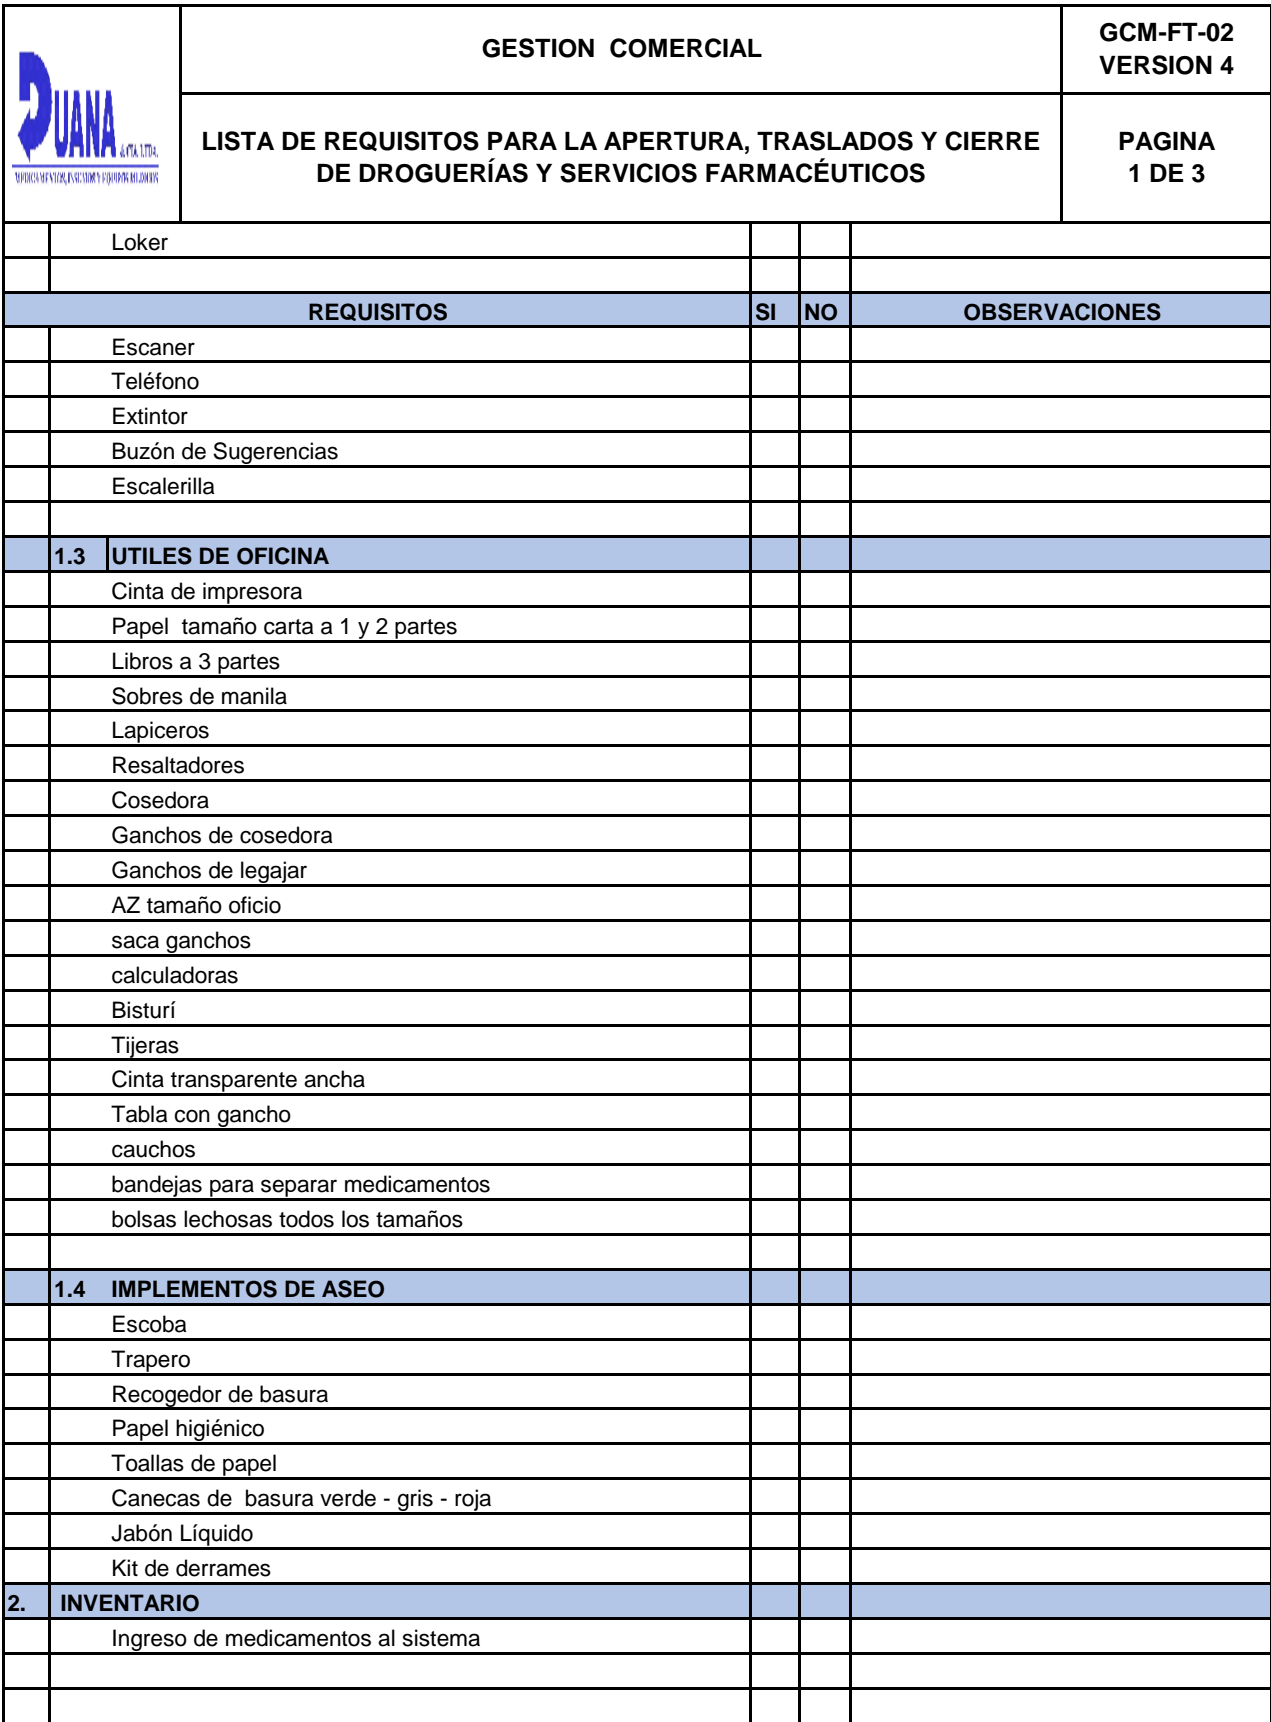 GESTION COMERCIAL
GCM-FT-02
VERSION 4
DUANA & CIA. LTDA.
LISTA DE REQUISITOS PARA LA APERTURA, TRASLADOS Y CIERRE
DE DROGUERÍAS Y SERVICIOS FARMACÉUTICOS
PAGINA
1 DE 3
Loker
REQUISITOS SI NO OBSERVACIONES
Escaner
Teléfono
Extintor
Buzón de Sugerencias
Escalerilla
1.3 UTILES DE OFICINA
Cinta de impresora
Papel tamaño carta a 1 y 2 partes
Libros a 3 partes
Sobres de manila
Lapiceros
Resaltadores
Cosedora
Ganchos de cosedora
Ganchos de legajar
AZ tamaño oficio
saca ganchos
calculadoras
Bisturí
Tijeras
Cinta transparente ancha
Tabla con gancho
cauchos
bandejas para separar medicamentos
bolsas lechosas todos los tamaños
1.4 IMPLEMENTOS DE ASEO
Escoba
Trapero
Recogedor de basura
Papel higiénico
Toallas de papel
Canecas de basura verde - gris - roja
Jabón Líquido
Kit de derrames
2. INVENTARIO
Ingreso de medicamentos al sistema